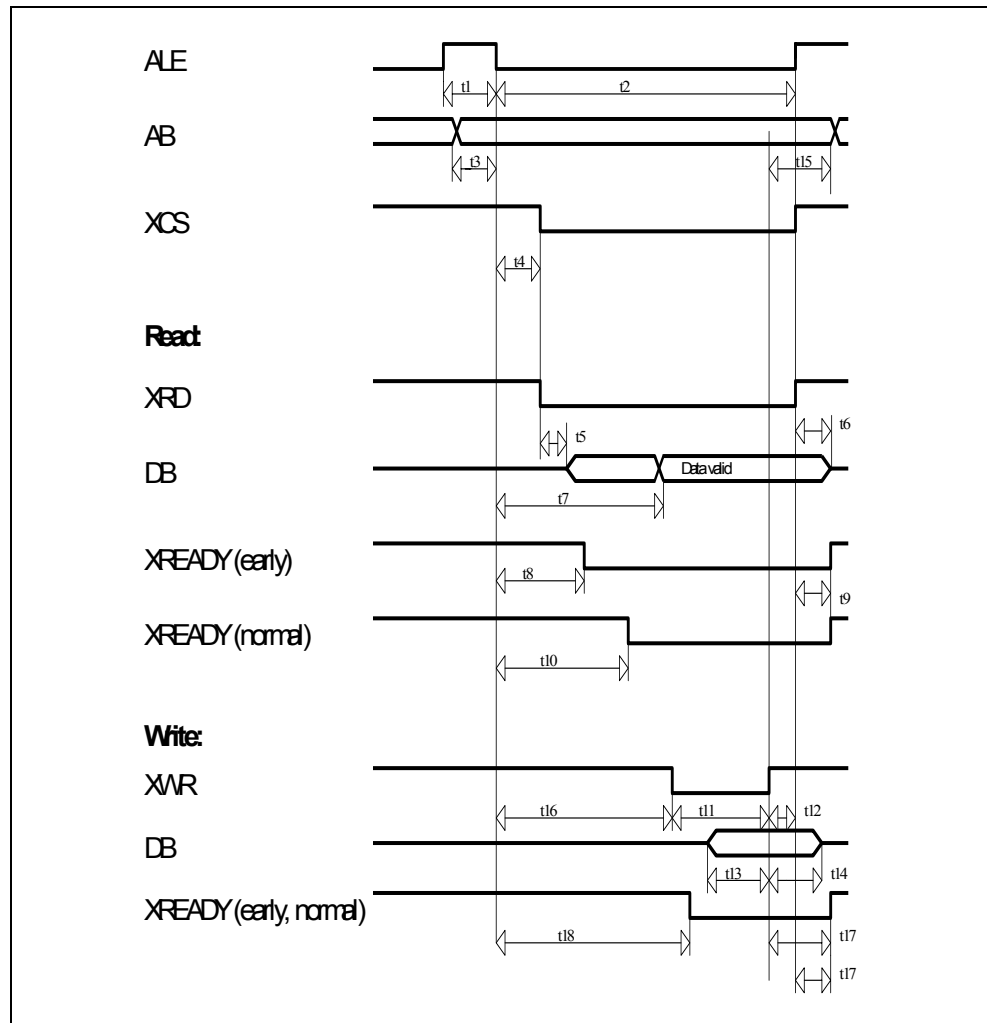 ALE
t1 t2
AB
t3 t15
XCS
t4
Read:
XRD
t6
t5
DB Data valid
t7
XREADY (early)
t8
t9
XREADY (normal)
t10
Write:
XWR
t16 t11 t12
DB
t13 t14
XREADY (early, normal)
t18 t17
t17